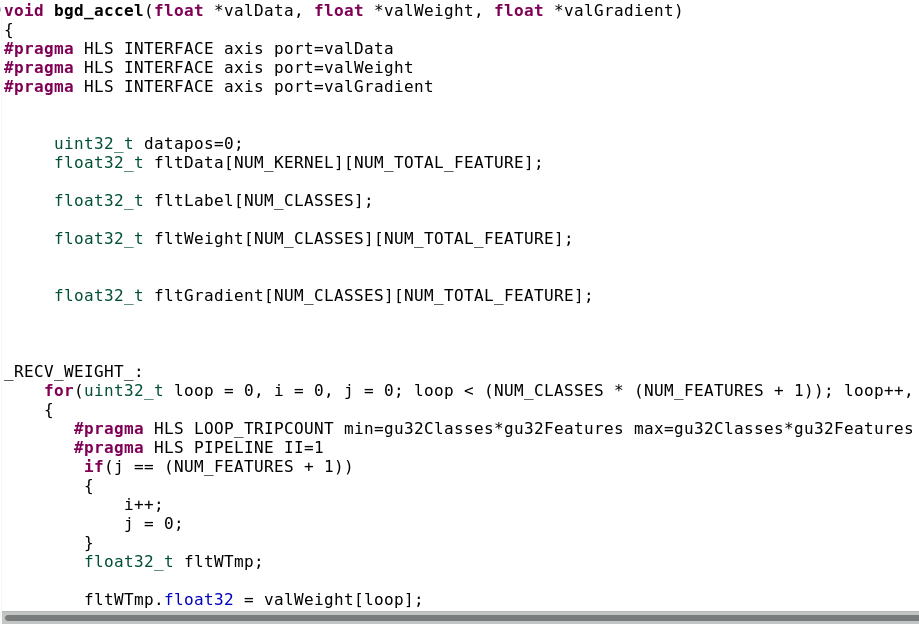 void bgd_accel(float *valData, float *valWeight, float *valGradient)
{
#pragma HLS INTERFACE axis port=valData
#pragma HLS INTERFACE axis port=valWeight
#pragma HLS INTERFACE axis port=valGradient
uint32_t datapos=0;
float32_t fltData[NUM_KERNEL][NUM_TOTAL_FEATURE];
float32_t fltLabel[NUM_CLASSES];
float32_t fltWeight[NUM_CLASSES][NUM_TOTAL_FEATURE];
float32_t fltGradient[NUM_CLASSES][NUM_TOTAL_FEATURE];
_RECV_WEIGHT_:
for(uint32_t loop = 0, i = 0, j = 0; loop < (NUM_CLASSES * (NUM_FEATURES + 1)); loop++,
{
#pragma HLS LOOP_TRIPCOUNT min=gu32Classes*gu32Features max=gu32Classes*gu32Features
#pragma HLS PIPELINE II=1
if(j == (NUM_FEATURES + 1))
{
i++;
j = 0;
}
float32_t fltWTmp;
fltWTmp.float32 = valWeight[loop];